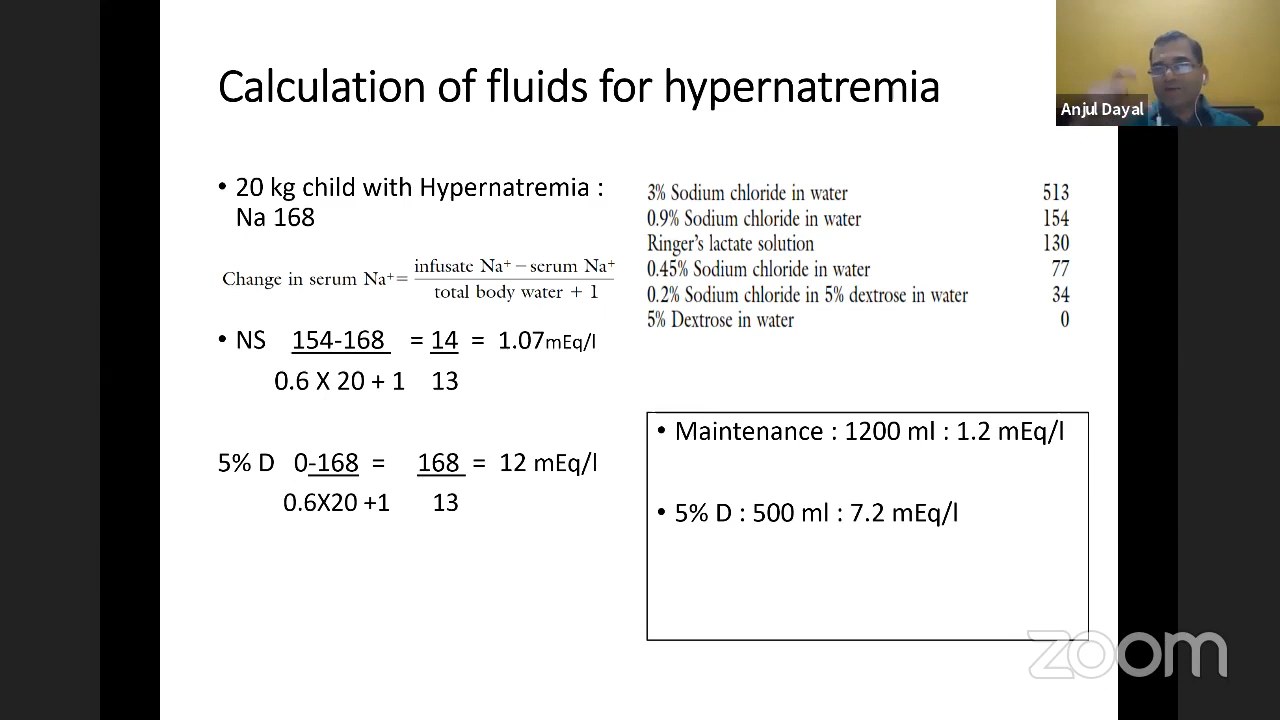 Calculation of fluids for hypernatremia
Anjul Dayal
• 20 kg child with Hypernatremia :
Na 168
Change in serum Na+= infusate Na+ − serum Na+
total body water + 1
• NS 154-168 = 14 = 1.07mEq/l
0.6 X 20 + 1 13
5% D 0-168 = 168 = 12 mEq/l
0.6X20 +1 13
3% Sodium chloride in water 513
0.9% Sodium chloride in water 154
Ringer's lactate solution 130
0.45% Sodium chloride in water 77
0.2% Sodium chloride in 5% dextrose in water 34
5% Dextrose in water 0
• Maintenance : 1200 ml : 1.2 mEq/l
• 5% D : 500 ml : 7.2 mEq/l
zoom